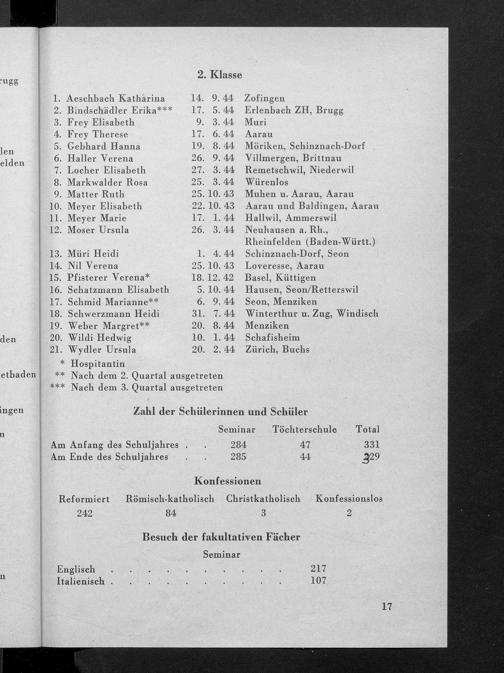 rugg
len
elden
den
etbaden
ingen
n
n
2. Klasse
1. Aeschbach Katharina 14. 9. 44 Zofingen
2. Bindschädler Erika*** 17. 5. 44 Erlenbach ZH, Brugg
3. Frey Elisabeth 9. 3. 44 Muri
4. Frey Therese 17. 6. 44 Aarau
5. Gebhard Hanna 19. 8. 44 Möriken, Schinznach-Dorf
6. Haller Verena 26. 9. 44 Villmergen, Brittnau
7. Locher Elisabeth 27. 3. 44 Remetschwil, Niederwil
8. Markwalder Rosa 25. 3. 44 Würenlos
9. Matter Ruth 25. 10. 43 Muhen u. Aarau, Aarau
10. Meyer Elisabeth 22. 10. 43 Aarau und Baldingen, Aarau
11. Meyer Marie 17. 1. 44 Hallwil, Ammerswil
12. Moser Ursula 26. 3. 44 Neuhausen a. Rh.,
Rheinfelden (Baden-Württ.)
13. Müri Heidi 1. 4. 44 Schinznach-Dorf, Seon
14. Nil Verena 25. 10. 43 Loveresse, Aarau
15. Pfisterer Verena* 18. 12. 42 Basel, Küttigen
16. Schatzmann Elisabeth 5. 10. 44 Hausen, Seon/Retterswil
17. Schmid Marianne** 6. 9. 44 Seon, Menziken
18. Schwerzmann Heidi 31. 7. 44 Winterthur u. Zug, Windisch
19. Weber Margret** 20. 8. 44 Menziken
20. Wildi Hedwig 10. 1. 44 Schafisheim
21. Wydler Ursula 20. 2. 44 Zürich, Buchs
* Hospitantin
** Nach dem 2. Quartal ausgetreten
*** Nach dem 3. Quartal ausgetreten
Zahl der Schülerinnen und Schüler
Seminar Töchterschule Total
Am Anfang des Schuljahres . . 284 47 331
Am Ende des Schuljahres . . 285 44 329
Konfessionen
Reformiert Römisch-katholisch Christkatholisch Konfessionslos
242 84 3 2
Besuch der fakultativen Fächer
Seminar
Englisch . . . . . . . . . 217
Italienisch . . . . . . . . . 107
17